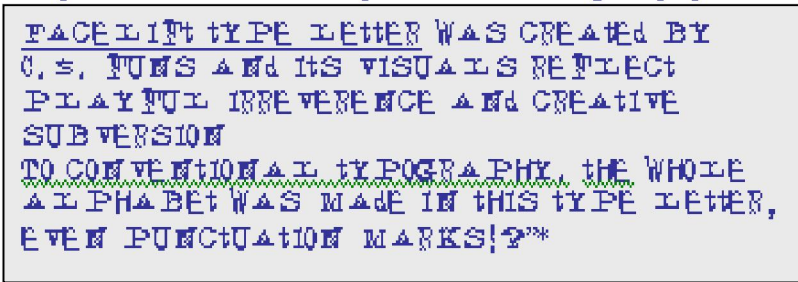 FACELIFt tYPE LEttER WAS CREAtEd BY
C.S. FUNS ANd ItS VISUALS REFLECt
PLAYFUL IRREVERENCE ANd CREAtIVE
SUBVERSION
TO CONVENtIONAL tYPOGRAPHY, tHE WHOLE
ALPHABEt WAS MAdE IN tHIS tYPE LEttER,
EVEN PUNCtUAtION MARKS!?"*